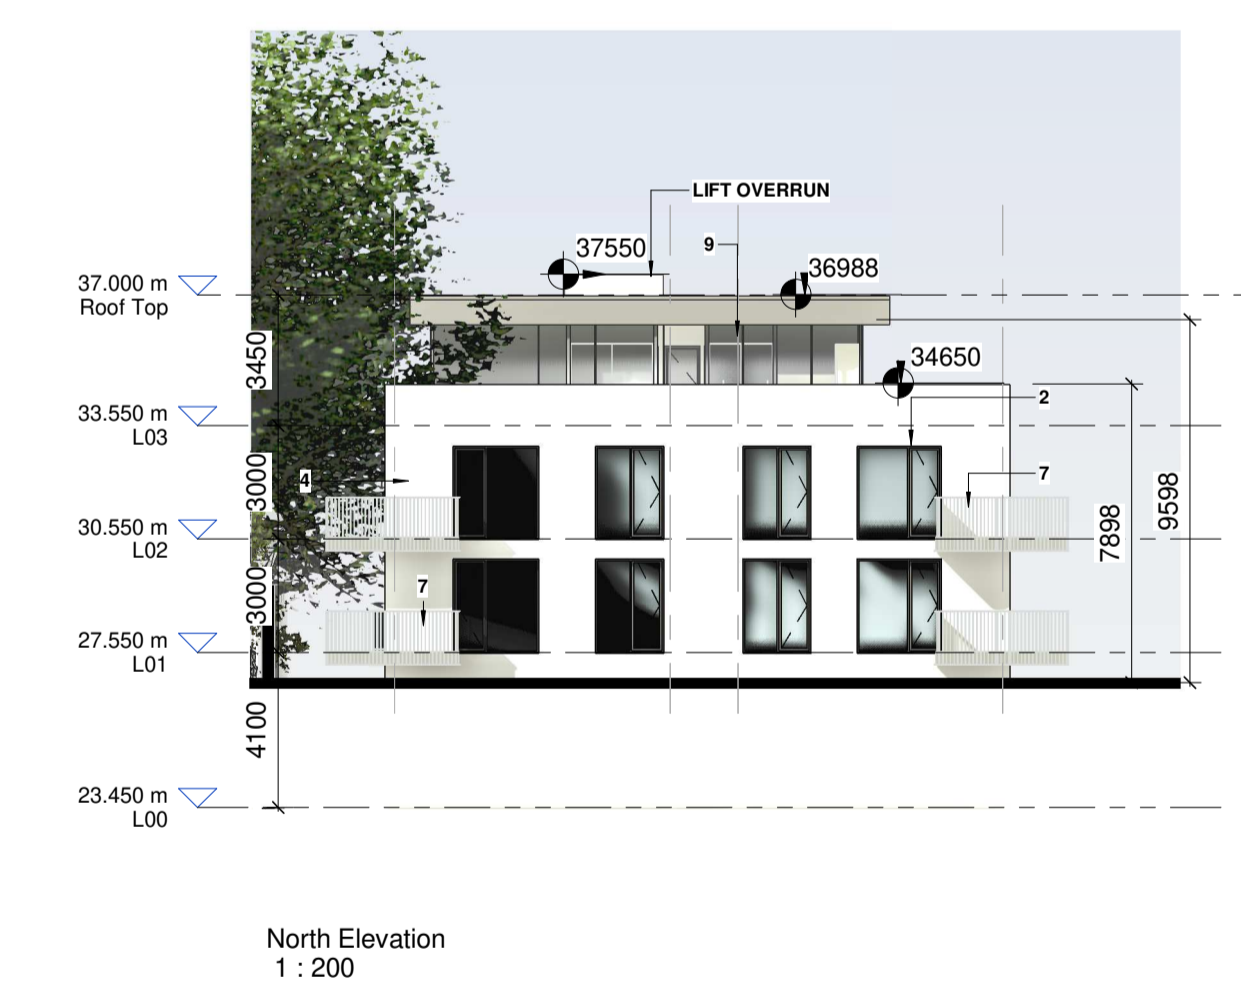 LIFT OVERRUN
37550
9
36988
37.000 m
Roof Top
3450
34650
2
33.550 m
L03
3000
4
7
7898
9598
30.550 m
L02
3000
7
27.550 m
L01
4100
23.450 m
L00
North Elevation
1 : 200